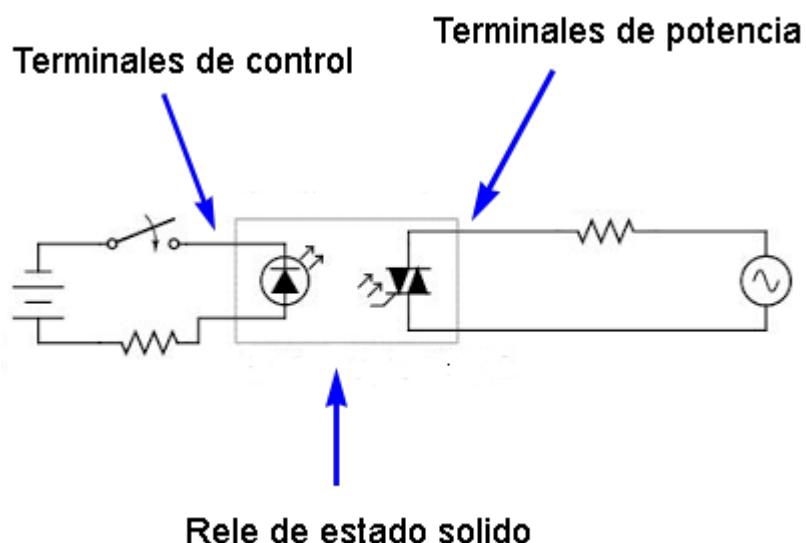 Terminales de potencia
Terminales de control
Rele de estado solido